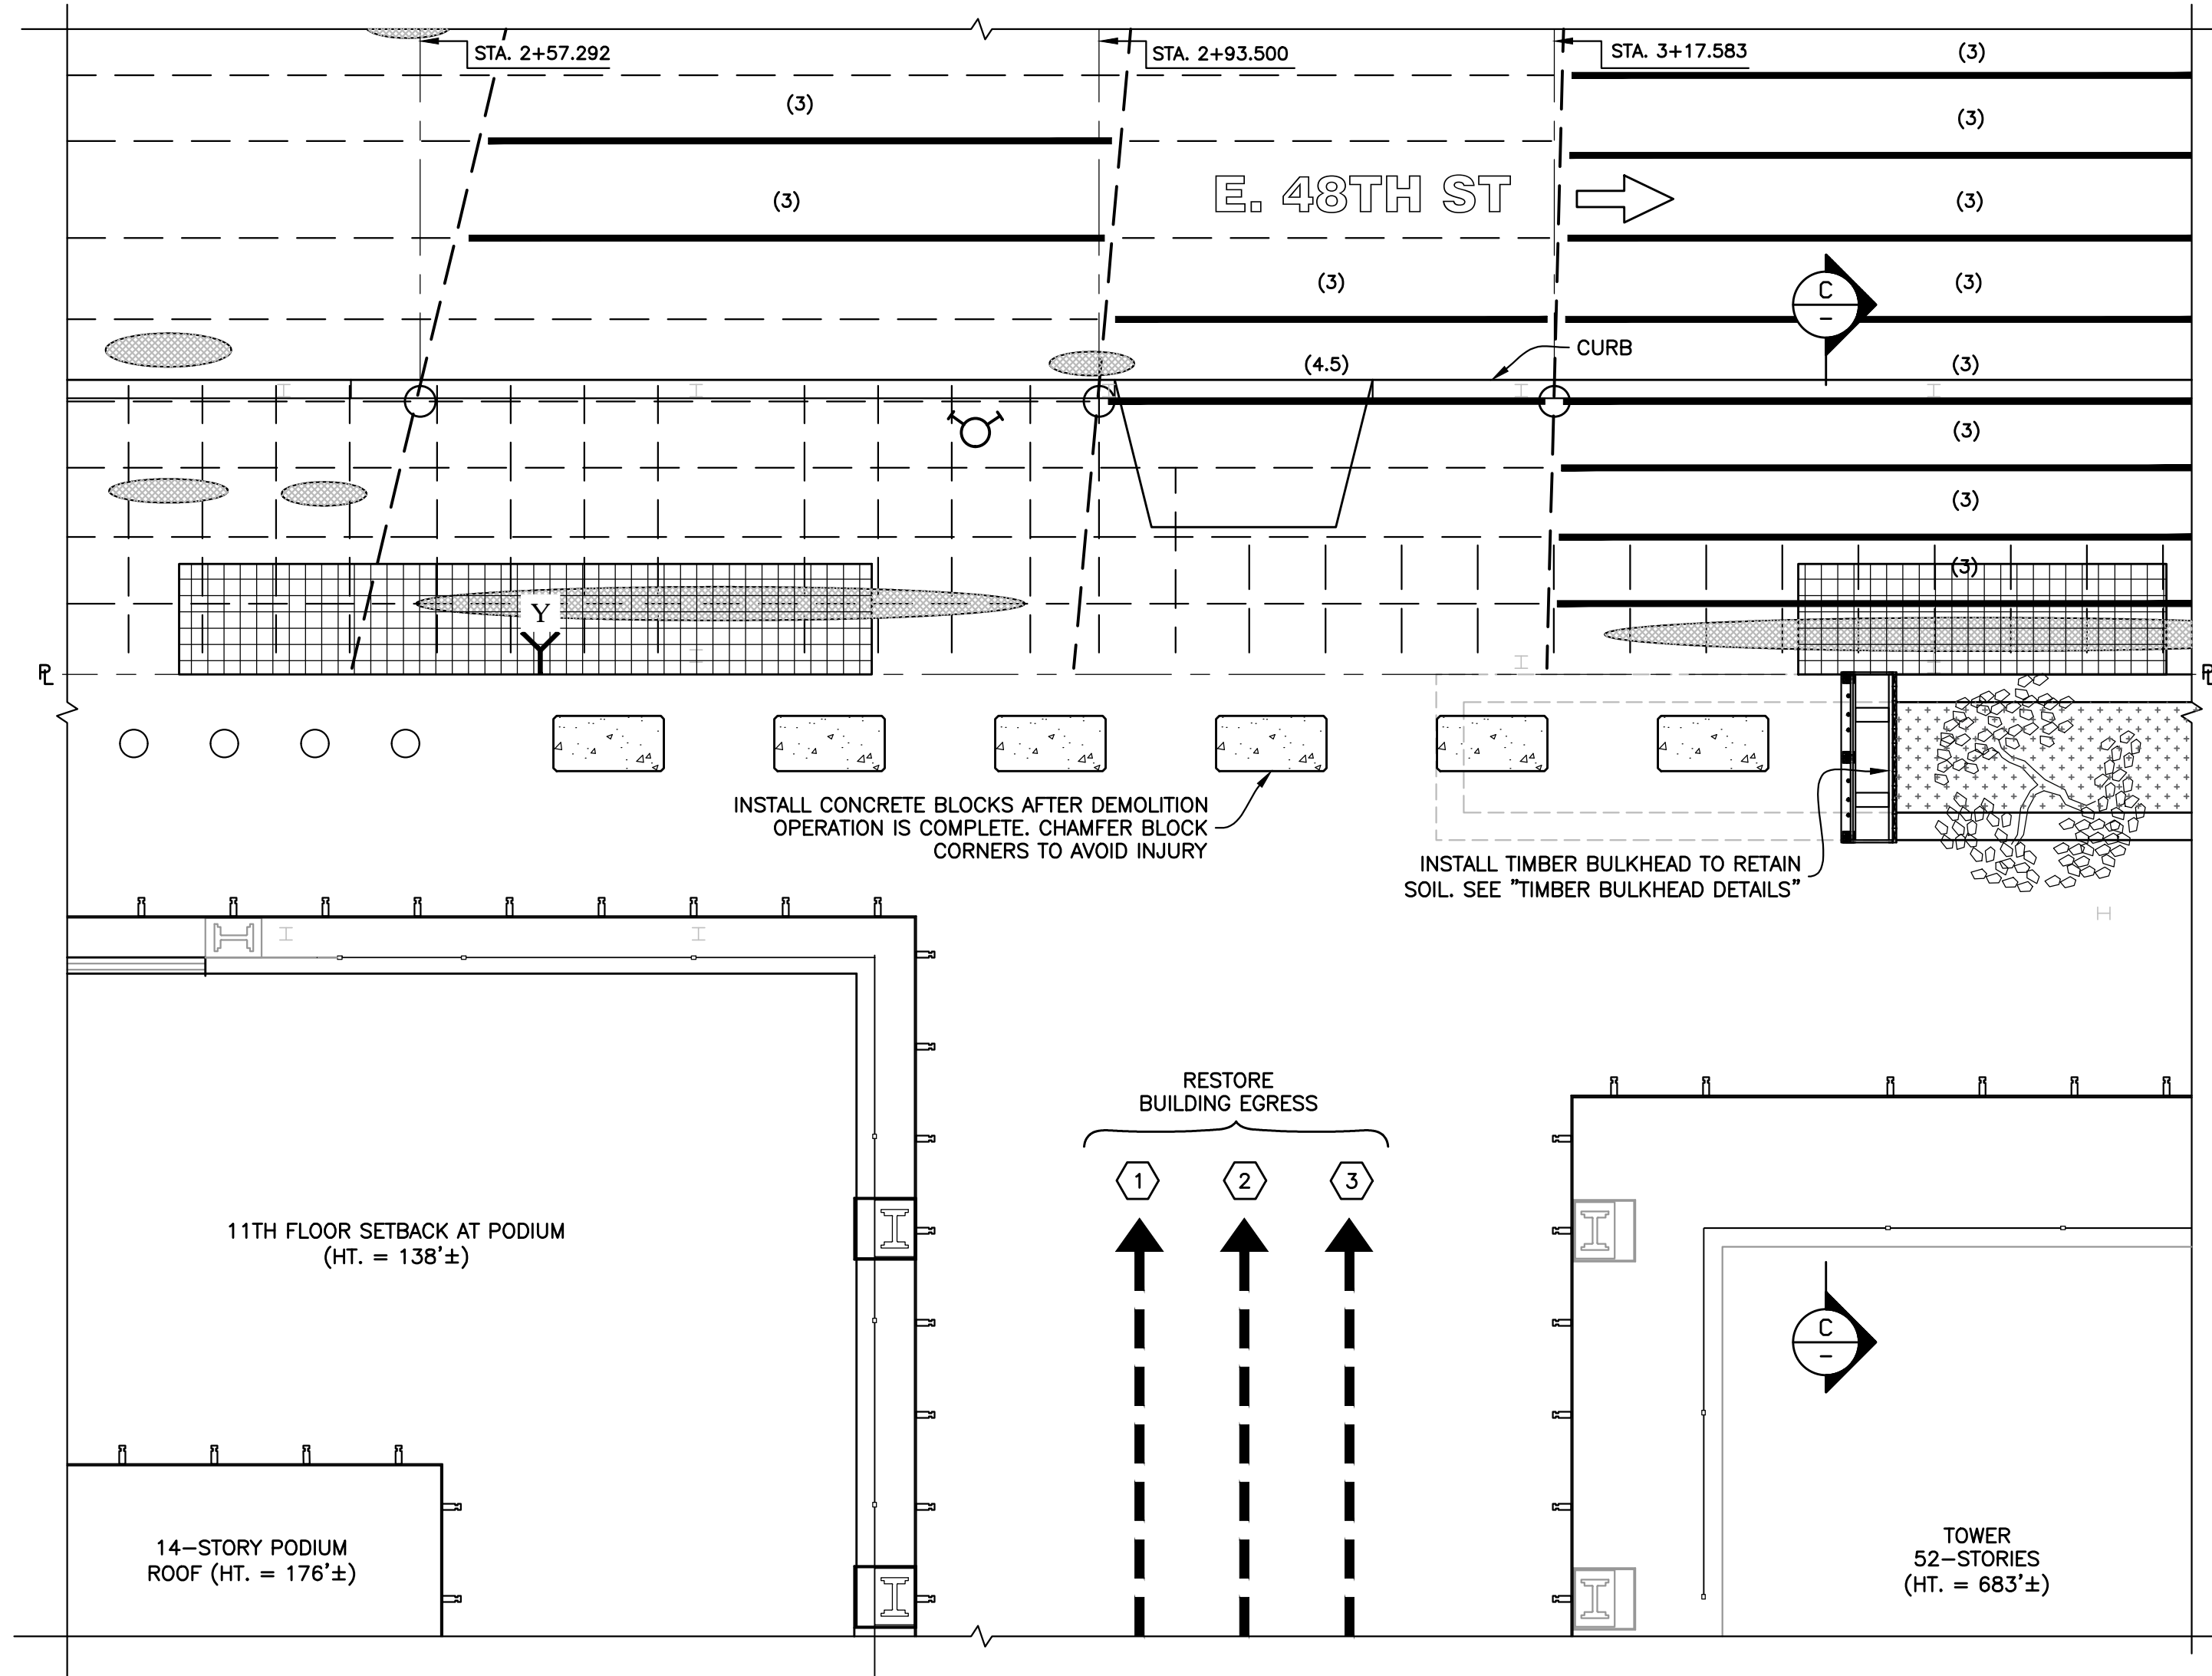 STA. 2+57.292
STA. 2+93.500
STA. 3+17.583
(3)
(3)
(3)
(3)
E. 48TH ST
(3)
(3)
(3)
(3)
C
–
(4.5)
CURB
(3)
(3)
(3)
(3)
Y
PL
PL
INSTALL CONCRETE BLOCKS AFTER DEMOLITION
OPERATION IS COMPLETE. CHAMFER BLOCK
CORNERS TO AVOID INJURY
INSTALL TIMBER BULKHEAD TO RETAIN
SOIL. SEE "TIMBER BULKHEAD DETAILS"
RESTORE
BUILDING EGRESS
1 2 3
11TH FLOOR SETBACK AT PODIUM
(HT. = 138'±)
C
–
14–STORY PODIUM
ROOF (HT. = 176'±)
TOWER
52–STORIES
(HT. = 683'±)